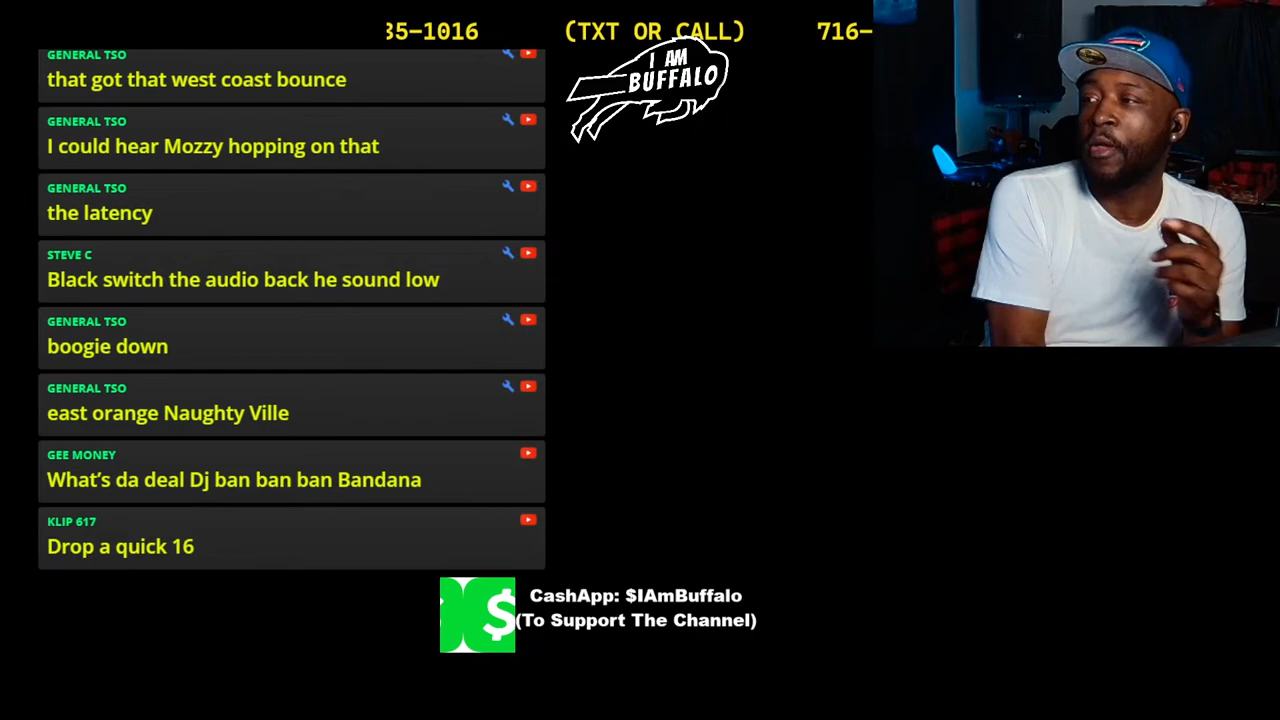 35-1016 (TXT OR CALL) 716-
I AM
BUFFALO
GENERAL TSO
that got that west coast bounce
GENERAL TSO
I could hear Mozzy hopping on that
GENERAL TSO
the latency
STEVE C
Black switch the audio back he sound low
GENERAL TSO
boogie down
GENERAL TSO
east orange Naughty Ville
GEE MONEY
What's da deal Dj ban ban ban Bandana
KLIP 617
Drop a quick 16
$
CashApp: $IAmBuffalo
(To Support The Channel)